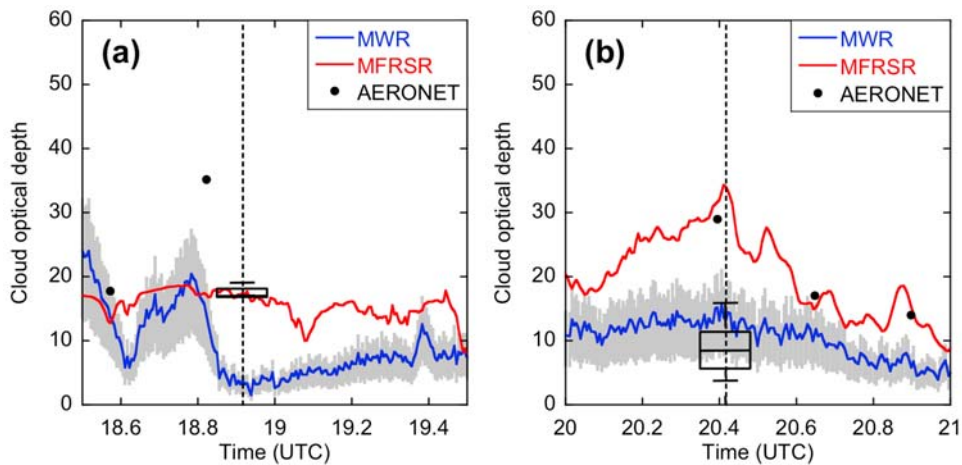 (a)
MWR
MFRSR
AERONET
Cloud optical depth
60
50
40
30
20
10
0
18.6 18.8 19 19.2 19.4
Time (UTC)
(b)
MWR
MFRSR
AERONET
Cloud optical depth
60
50
40
30
20
10
0
20 20.2 20.4 20.6 20.8 21
Time (UTC)